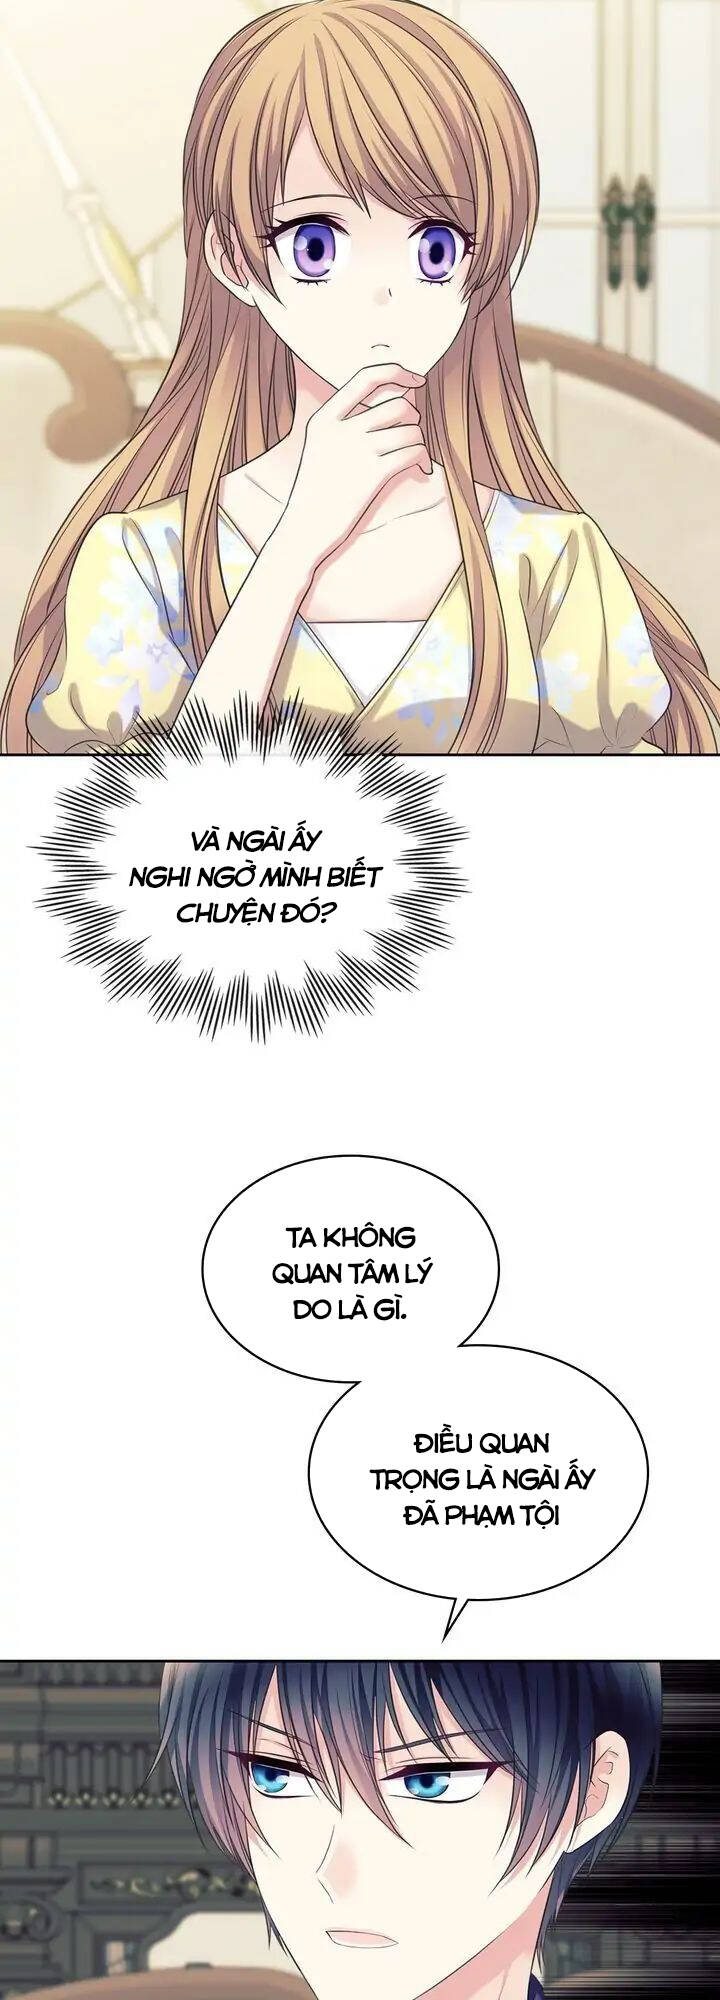 VÀ NGÀI ẤY
NGHI NGỜ MÌNH BIẾT
CHUYỆN ĐÓ?
TA KHÔNG
QUAN TÂM LÝ
DO LÀ GÌ.
ĐIỀU QUAN
TRỌNG LÀ NGÀI ẤY
ĐÃ PHẠM TỘI